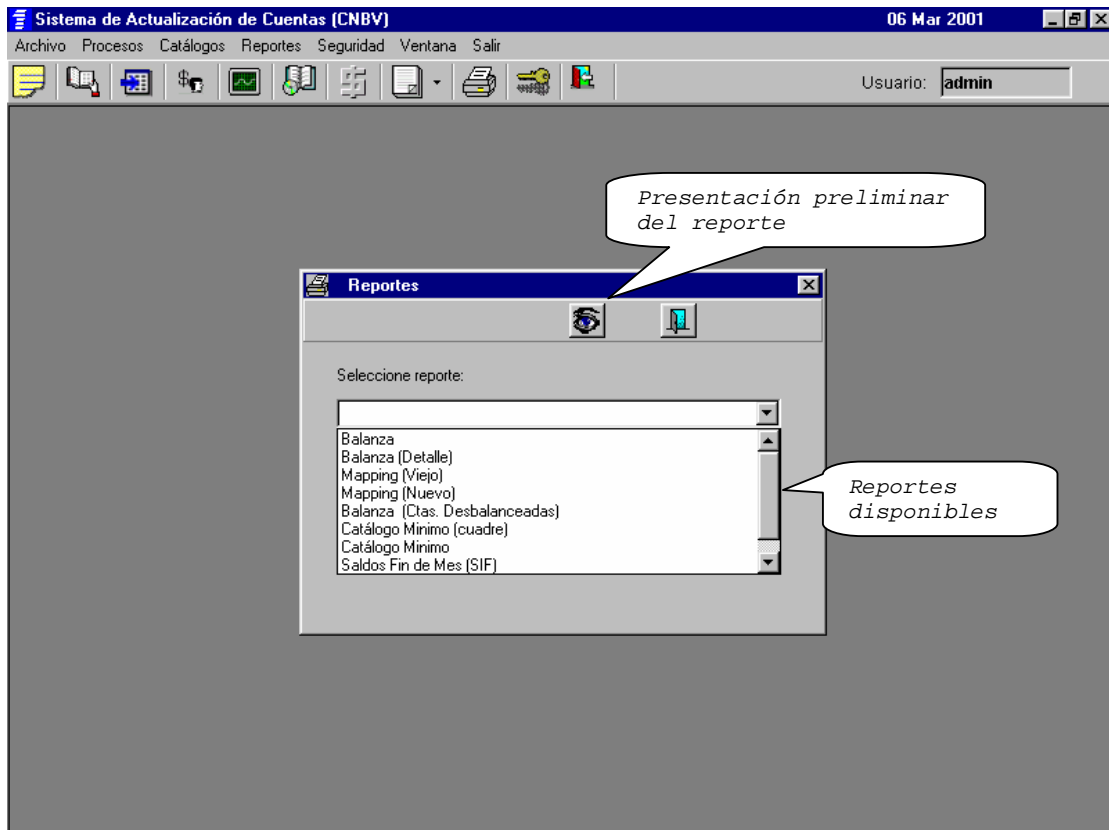 Sistema de Actualización de Cuentas (CNBV) 06 Mar 2001
Archivo Procesos Catálogos Reportes Seguridad Ventana Salir
Usuario: admin
Presentación preliminar
del reporte
Reportes
Seleccione reporte:
Balanza
Balanza (Detalle)
Mapping (Viejo)
Mapping (Nuevo)
Balanza (Ctas. Desbalanceadas)
Catálogo Minimo (cuadre)
Catálogo Minimo
Saldos Fin de Mes (SIF)
Reportes
disponibles